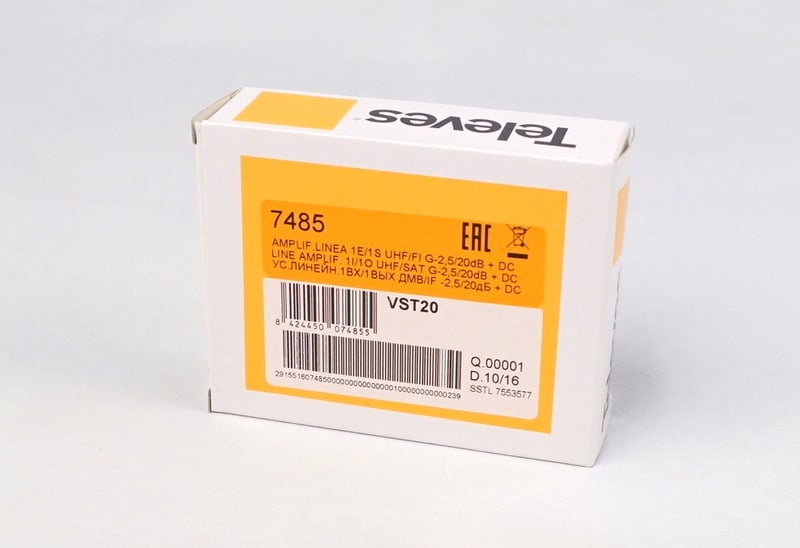 Televes®
7485
EAC
AMPLIF LINEA 1E/1S UHF/FI G-2,5/20dB + DC
LINE AMPLIF. 1I/1O UHF/SAT G-2,5/20dB + DC
УС.ЛИНЕЙН.1ВХ/1ВЫХ ДМВ/IF -2,5/20дБ + DC
VST20
8 424450 074855
Q.00001
D.10/16
SSTL 7553577